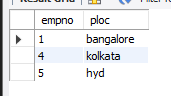 empno ploc
1 bangalore
4 kolkata
5 hyd